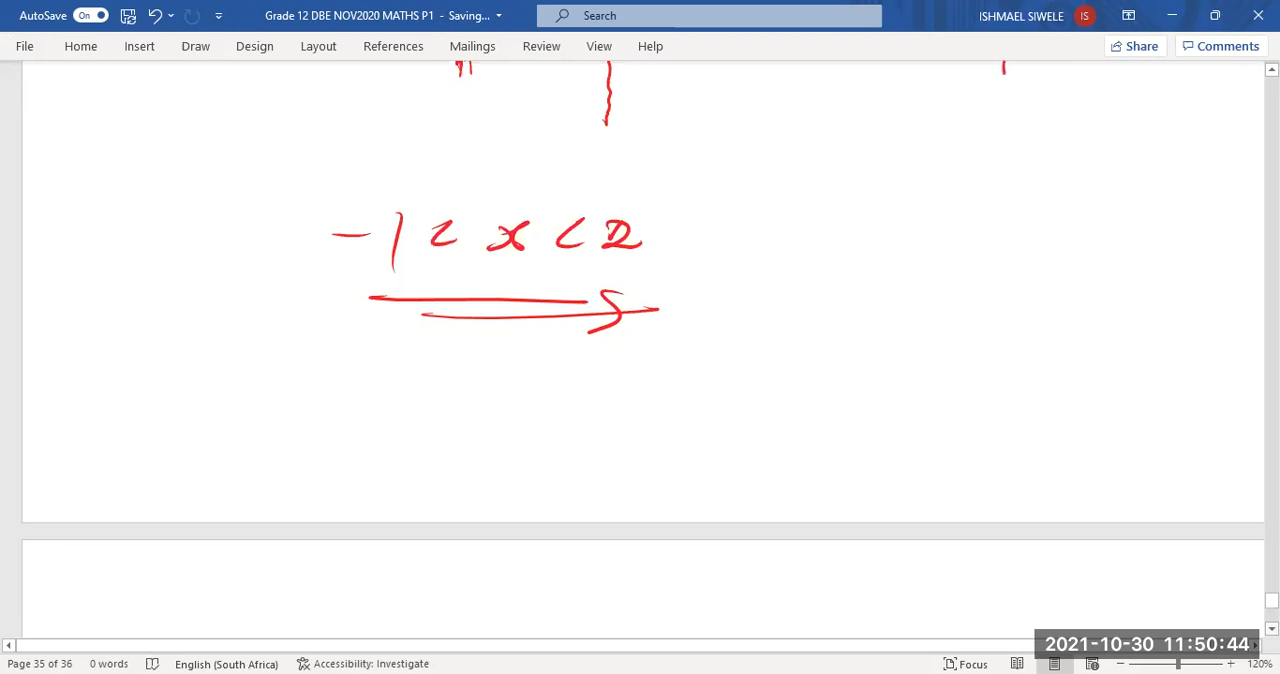 AutoSave On Grade 12 DBE NOV2020 MATHS P1 - Saving... Search ISHMAEL SIWELE IS
File Home Insert Draw Design Layout References Mailings Review View Help Share Comments
-1 < x < 2
2021-10-30 11:50:44
Page 35 of 36 0 words English (South Africa) Accessibility: Investigate Focus 120%